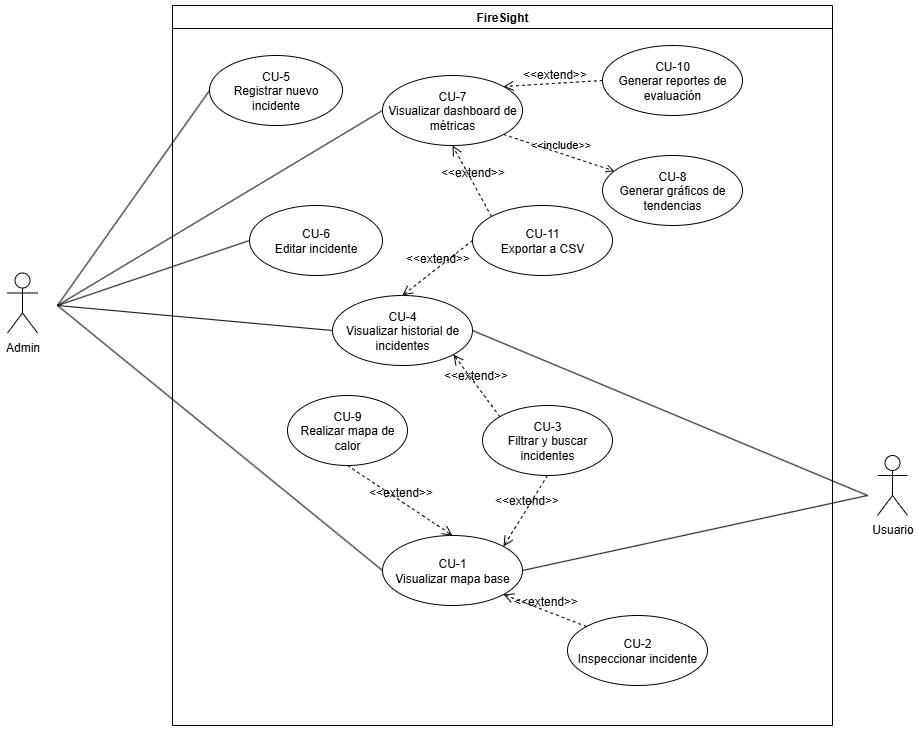 FireSight
CU-5
Registrar nuevo
incidente
CU-7
Visualizar dashboard de
métricas
<<extend>>
CU-10
Generar reportes de
evaluación
<<include>>
CU-8
Generar gráficos de
tendencias
<<extend>>
CU-6
Editar incidente
CU-11
Exportar a CSV
<<extend>>
Admin
CU-4
Visualizar historial de
incidentes
<<extend>>
CU-9
Realizar mapa de
calor
CU-3
Filtrar y buscar
incidentes
<<extend>>
<<extend>>
Usuario
CU-1
Visualizar mapa base
<<extend>>
CU-2
Inspeccionar incidente